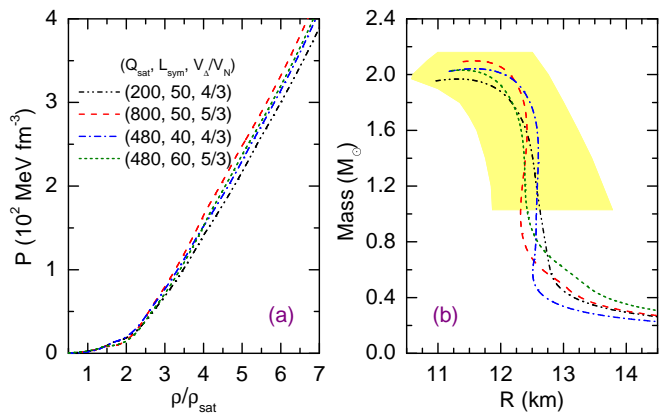 4
3
2
1
0
P (10² MeV fm⁻³)
(Q_sat, L_sym, V_Δ/V_N)
(200, 50, 4/3)
(800, 50, 5/3)
(480, 40, 4/3)
(480, 60, 5/3)
(a)
1 2 3 4 5 6 7
ρ/ρ_sat
2.4
2.0
1.6
1.2
0.8
0.4
0.0
Mass (M_⊙)
(b)
11 12 13 14
R (km)